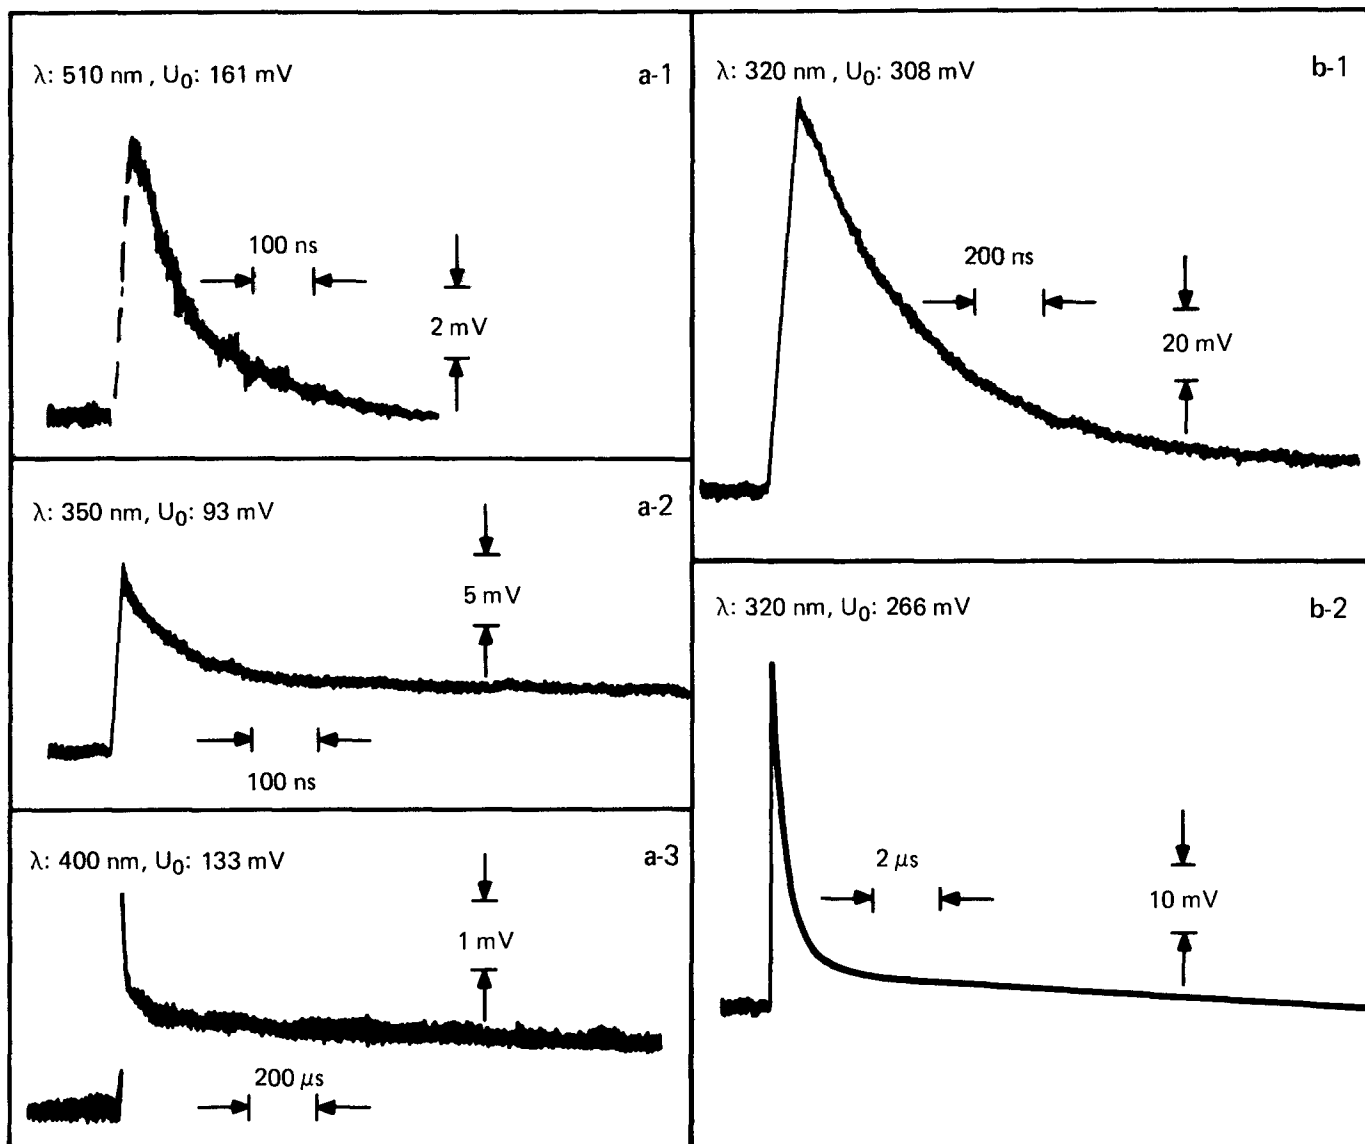 λ: 510 nm , U₀: 161 mV
a-1
100 ns
2 mV
λ: 350 nm, U₀: 93 mV
a-2
5 mV
100 ns
λ: 400 nm, U₀: 133 mV
a-3
1 mV
200 μs
λ: 320 nm , U₀: 308 mV
b-1
200 ns
20 mV
λ: 320 nm, U₀: 266 mV
b-2
2 μs
10 mV